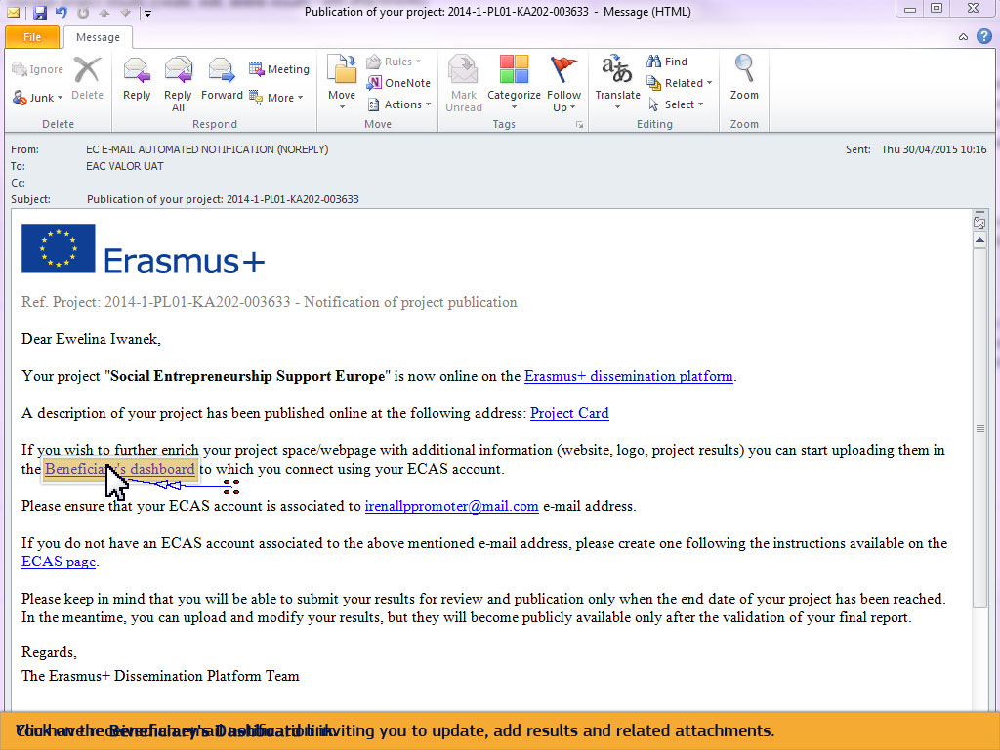 Publication of your project: 2014-1-PL01-KA202-003633 - Message (HTML)
File
Message
Ignore
Junk
Delete
Delete
Reply
Reply All
Forward
Meeting
More
Respond
Move
Rules
OneNote
Actions
Move
Mark Unread
Categorize
Follow Up
Tags
Translate
Find
Related
Select
Editing
Zoom
Zoom
From: EC E-MAIL AUTOMATED NOTIFICATION (NOREPLY)
Sent: Thu 30/04/2015 10:16
To: EAC VALOR UAT
Cc:
Subject: Publication of your project: 2014-1-PL01-KA202-003633
Erasmus+
Ref. Project: 2014-1-PL01-KA202-003633 - Notification of project publication
Dear Ewelina Iwanek,
Your project "Social Entrepreneurship Support Europe" is now online on the Erasmus+ dissemination platform.
A description of your project has been published online at the following address: Project Card
If you wish to further enrich your project space/webpage with additional information (website, logo, project results) you can start uploading them in
the Beneficiary's dashboard to which you connect using your ECAS account.
Please ensure that your ECAS account is associated to irenallppromoter@mail.com e-mail address.
If you do not have an ECAS account associated to the above mentioned e-mail address, please create one following the instructions available on the
ECAS page.
Please keep in mind that you will be able to submit your results for review and publication only when the end date of your project has been reached.
In the meantime, you can upload and modify your results, but they will become publicly available only after the validation of your final report.
Regards,
The Erasmus+ Dissemination Platform Team
inviting you to update, add results and related attachments.
Beneficiary's Dashboard link.